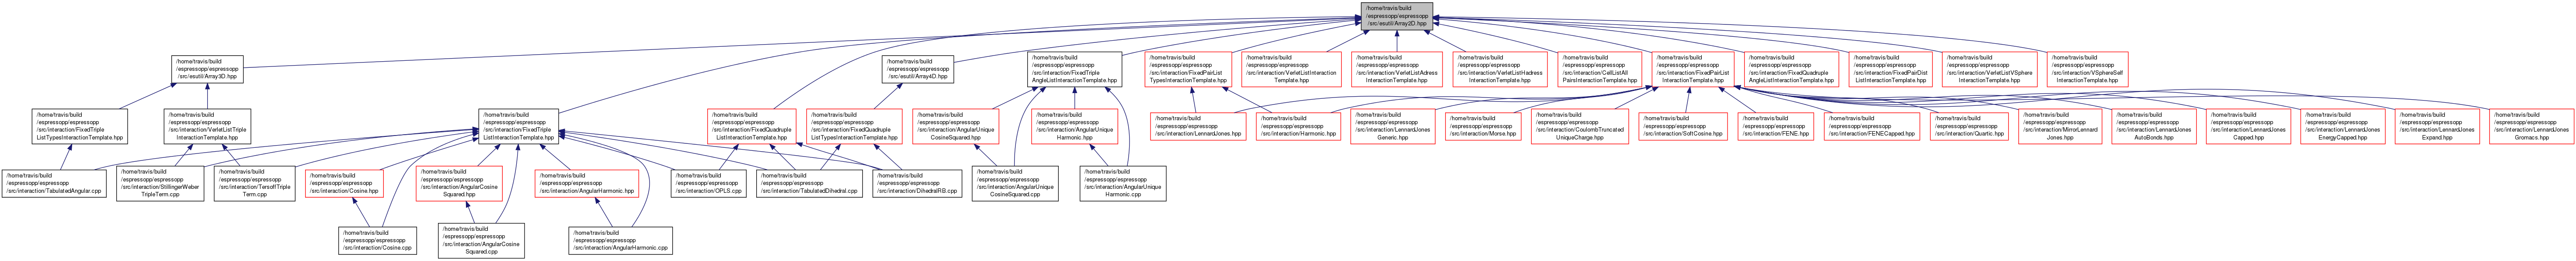 /home/travis/build
/espressopp/espressopp
/src/esutil/Array2D.hpp
/home/travis/build
/espressopp/espressopp
/src/esutil/Array3D.hpp
/home/travis/build
/espressopp/espressopp
/src/esutil/Array4D.hpp
/home/travis/build
/espressopp/espressopp
/src/interaction/FixedTriple
AngleListInteractionTemplate.hpp
/home/travis/build
/espressopp/espressopp
/src/interaction/FixedPairList
TypesInteractionTemplate.hpp
/home/travis/build
/espressopp/espressopp
/src/interaction/VerletListInteraction
Template.hpp
/home/travis/build
/espressopp/espressopp
/src/interaction/VerletListAdress
InteractionTemplate.hpp
/home/travis/build
/espressopp/espressopp
/src/interaction/VerletListHadress
InteractionTemplate.hpp
/home/travis/build
/espressopp/espressopp
/src/interaction/CellListAll
PairsInteractionTemplate.hpp
/home/travis/build
/espressopp/espressopp
/src/interaction/FixedPairList
InteractionTemplate.hpp
/home/travis/build
/espressopp/espressopp
/src/interaction/FixedQuadruple
AngleListInteractionTemplate.hpp
/home/travis/build
/espressopp/espressopp
/src/interaction/FixedPairDist
ListInteractionTemplate.hpp
/home/travis/build
/espressopp/espressopp
/src/interaction/VerletListVSphere
InteractionTemplate.hpp
/home/travis/build
/espressopp/espressopp
/src/interaction/VSphereSelf
InteractionTemplate.hpp
/home/travis/build
/espressopp/espressopp
/src/interaction/FixedTriple
ListTypesInteractionTemplate.hpp
/home/travis/build
/espressopp/espressopp
/src/interaction/VerletListTriple
InteractionTemplate.hpp
/home/travis/build
/espressopp/espressopp
/src/interaction/FixedTriple
ListInteractionTemplate.hpp
/home/travis/build
/espressopp/espressopp
/src/interaction/FixedQuadruple
ListInteractionTemplate.hpp
/home/travis/build
/espressopp/espressopp
/src/interaction/FixedQuadruple
ListTypesInteractionTemplate.hpp
/home/travis/build
/espressopp/espressopp
/src/interaction/AngularUnique
CosineSquared.hpp
/home/travis/build
/espressopp/espressopp
/src/interaction/AngularUnique
Harmonic.hpp
/home/travis/build
/espressopp/espressopp
/src/interaction/LennardJones.hpp
/home/travis/build
/espressopp/espressopp
/src/interaction/Harmonic.hpp
/home/travis/build
/espressopp/espressopp
/src/interaction/LennardJones
Generic.hpp
/home/travis/build
/espressopp/espressopp
/src/interaction/Morse.hpp
/home/travis/build
/espressopp/espressopp
/src/interaction/CoulombTruncated
UniqueCharge.hpp
/home/travis/build
/espressopp/espressopp
/src/interaction/SoftCosine.hpp
/home/travis/build
/espressopp/espressopp
/src/interaction/FENE.hpp
/home/travis/build
/espressopp/espressopp
/src/interaction/FENECapped.hpp
/home/travis/build
/espressopp/espressopp
/src/interaction/Quartic.hpp
/home/travis/build
/espressopp/espressopp
/src/interaction/MirrorLennard
Jones.hpp
/home/travis/build
/espressopp/espressopp
/src/interaction/LennardJones
AutoBonds.hpp
/home/travis/build
/espressopp/espressopp
/src/interaction/LennardJones
Capped.hpp
/home/travis/build
/espressopp/espressopp
/src/interaction/LennardJones
EnergyCapped.hpp
/home/travis/build
/espressopp/espressopp
/src/interaction/LennardJones
Expand.hpp
/home/travis/build
/espressopp/espressopp
/src/interaction/LennardJones
Gromacs.hpp
/home/travis/build
/espressopp/espressopp
/src/interaction/TabulatedAngular.cpp
/home/travis/build
/espressopp/espressopp
/src/interaction/StillingerWeber
TripleTerm.cpp
/home/travis/build
/espressopp/espressopp
/src/interaction/TersoffTriple
Term.cpp
/home/travis/build
/espressopp/espressopp
/src/interaction/Cosine.hpp
/home/travis/build
/espressopp/espressopp
/src/interaction/AngularCosine
Squared.hpp
/home/travis/build
/espressopp/espressopp
/src/interaction/AngularHarmonic.hpp
/home/travis/build
/espressopp/espressopp
/src/interaction/OPLS.cpp
/home/travis/build
/espressopp/espressopp
/src/interaction/TabulatedDihedral.cpp
/home/travis/build
/espressopp/espressopp
/src/interaction/DihedralRB.cpp
/home/travis/build
/espressopp/espressopp
/src/interaction/AngularUnique
CosineSquared.cpp
/home/travis/build
/espressopp/espressopp
/src/interaction/AngularUnique
Harmonic.cpp
/home/travis/build
/espressopp/espressopp
/src/interaction/Cosine.cpp
/home/travis/build
/espressopp/espressopp
/src/interaction/AngularCosine
Squared.cpp
/home/travis/build
/espressopp/espressopp
/src/interaction/AngularHarmonic.cpp